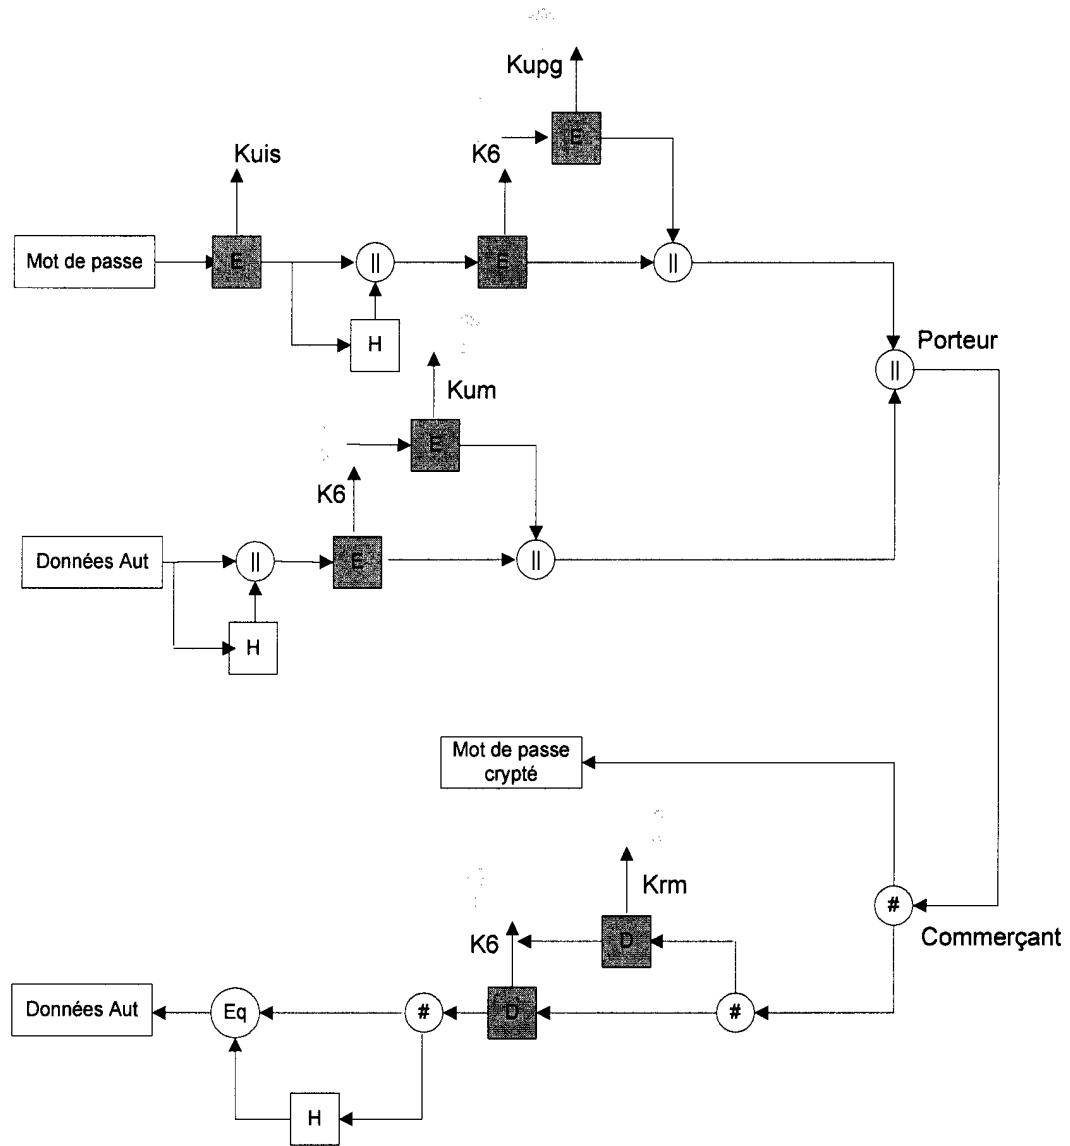 Kupg
E
Kuis
K6
Mot de passe
E
||
E
||
H
Porteur
||
Kum
E
K6
Données Aut
||
E
||
H
Mot de passe
crypté
Krm
#
D
K6
Commerçant
Données Aut
Eq
#
D
#
H